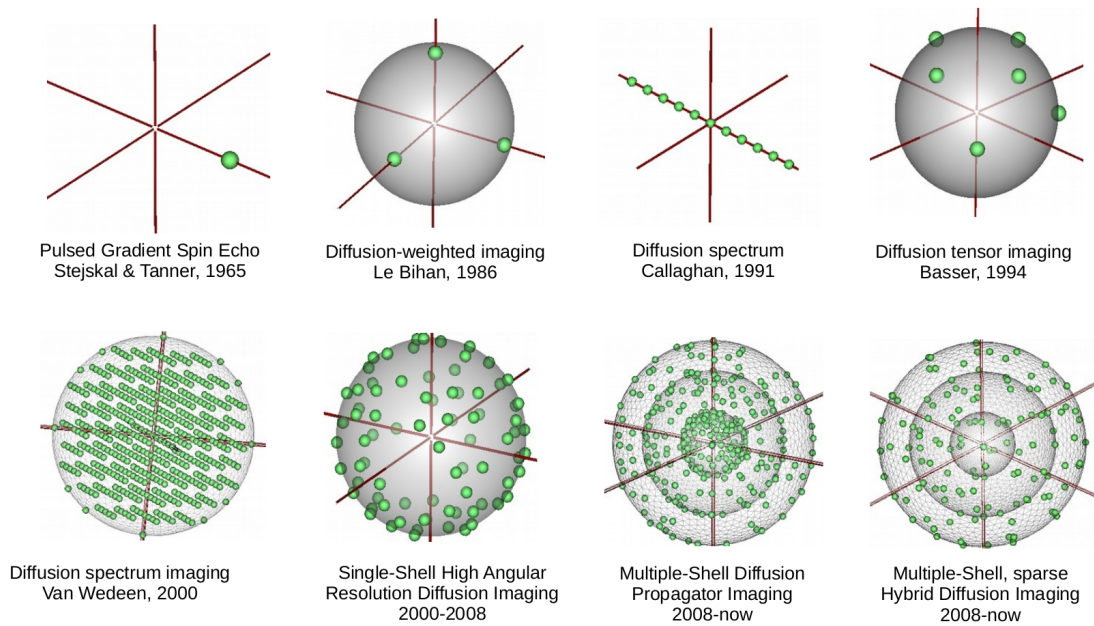 Pulsed Gradient Spin Echo
Stejskal & Tanner, 1965
Diffusion-weighted imaging
Le Bihan, 1986
Diffusion spectrum
Callaghan, 1991
Diffusion tensor imaging
Basser, 1994
Diffusion spectrum imaging
Van Wedeen, 2000
Single-Shell High Angular
Resolution Diffusion Imaging
2000-2008
Multiple-Shell Diffusion
Propagator Imaging
2008-now
Multiple-Shell, sparse
Hybrid Diffusion Imaging
2008-now